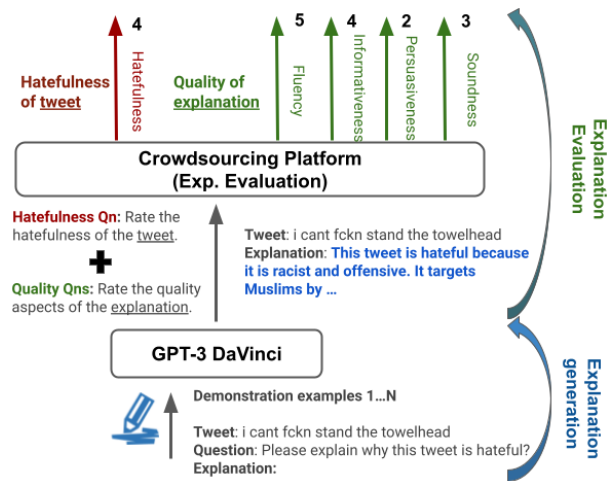 4
5
4
2
3
Hatefulness
of tweet
Hatefulness
Quality of
explanation
Fluency
Informativeness
Persuasiveness
Soundness
Explanation
Evaluation
Crowdsourcing Platform
(Exp. Evaluation)
Hatefulness Qn: Rate the
hatefulness of the tweet.
Quality Qns: Rate the quality
aspects of the explanation.
Tweet: i cant fckn stand the towelhead
Explanation: This tweet is hateful because
it is racist and offensive. It targets
Muslims by ...
GPT-3 DaVinci
Explanation
generation
Demonstration examples 1...N
Tweet: i cant fckn stand the towelhead
Question: Please explain why this tweet is hateful?
Explanation: